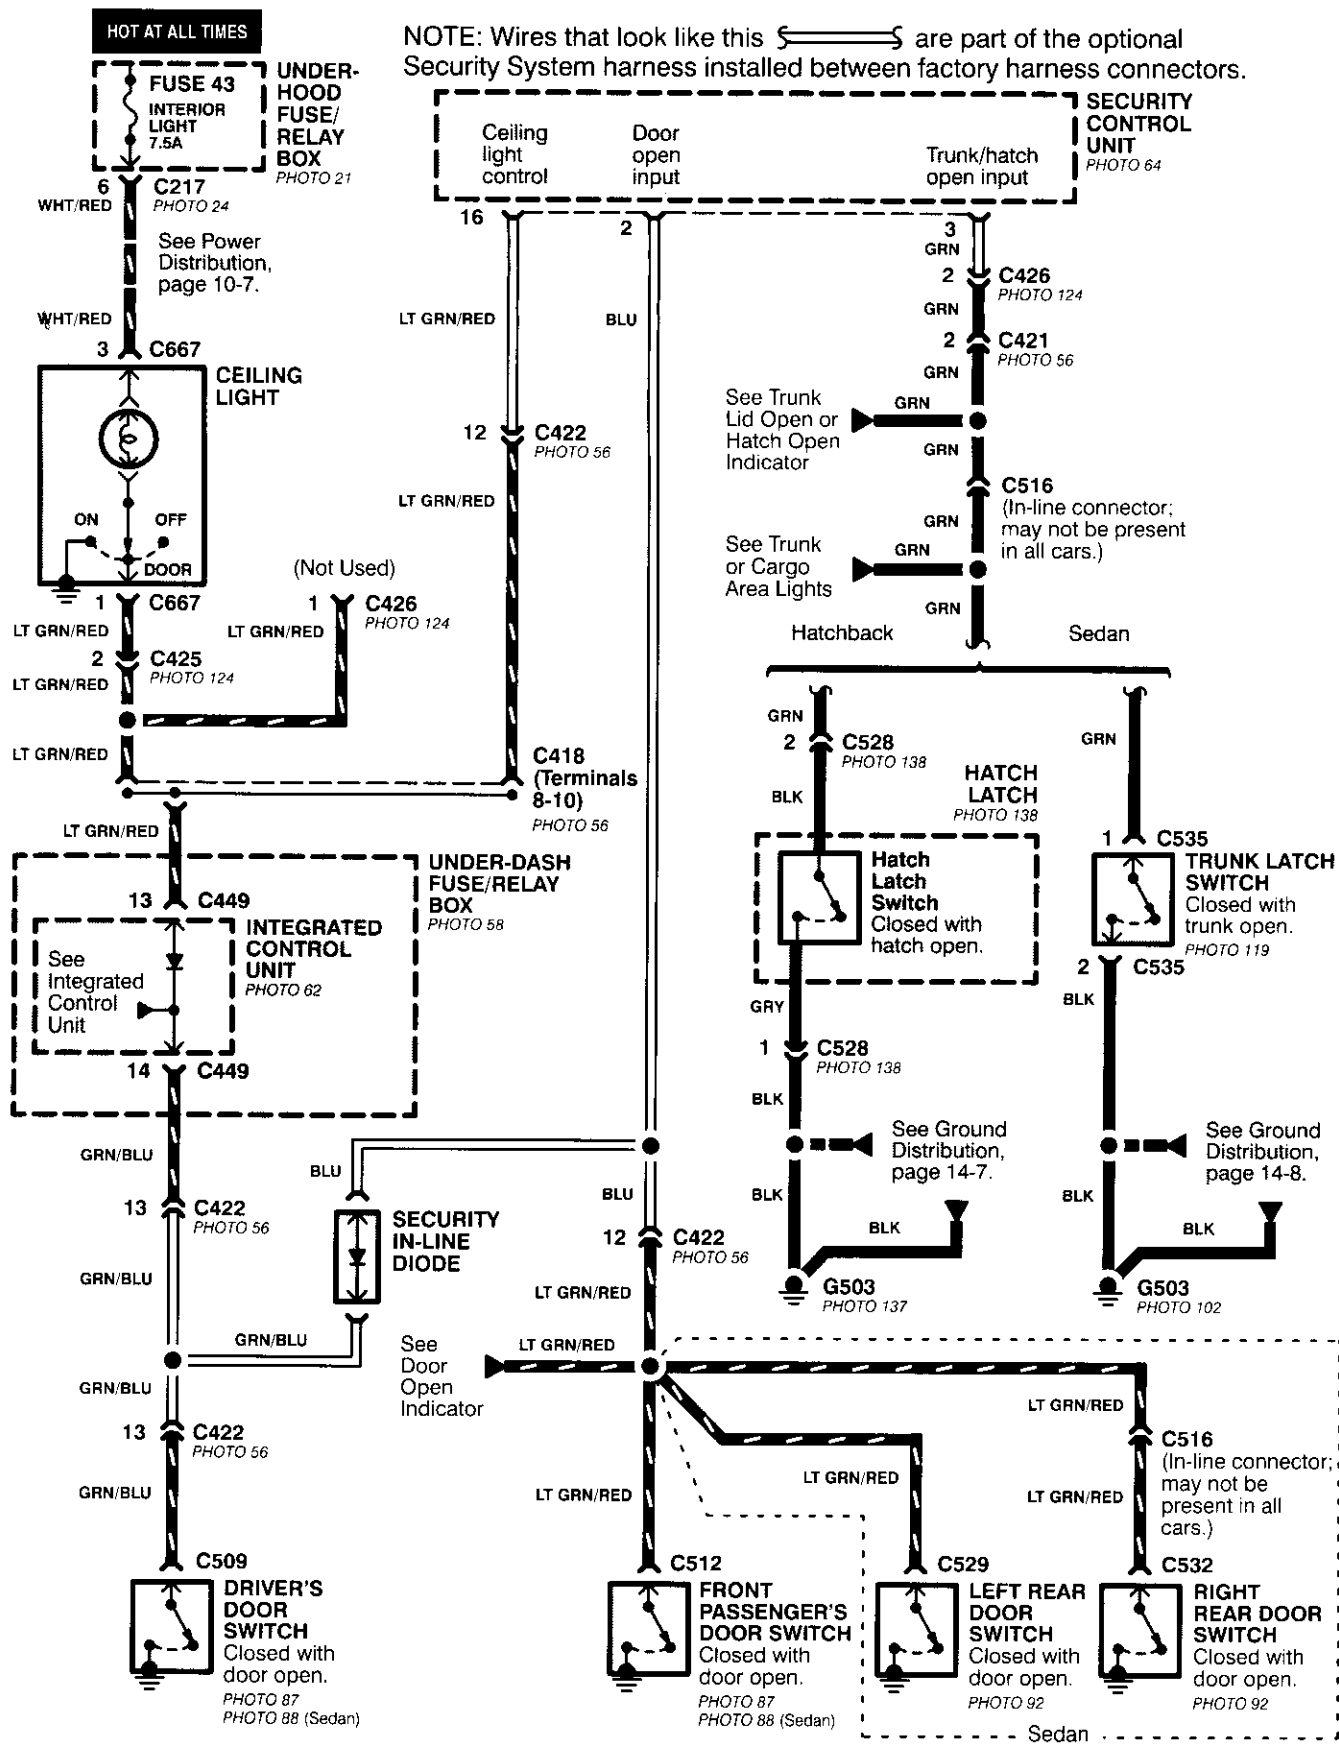 HOT AT ALL TIMES
NOTE: Wires that look like this are part of the optional
Security System harness installed between factory harness connectors.
FUSE 43
INTERIOR
LIGHT
7.5A
UNDER-
HOOD
FUSE/
RELAY
BOX
PHOTO 21
Ceiling
light
control
Door
open
input
Trunk/hatch
open input
SECURITY
CONTROL
UNIT
PHOTO 64
6
C217
PHOTO 24
WHT/RED
See Power
Distribution,
page 10-7.
WHT/RED
3
C667
CEILING
LIGHT
ON
OFF
DOOR
1
C667
LT GRN/RED
2
C425
PHOTO 124
LT GRN/RED
LT GRN/RED
(Not Used)
1
C426
PHOTO 124
LT GRN/RED
16
LT GRN/RED
12
C422
PHOTO 56
LT GRN/RED
C418
(Terminals
8-10)
PHOTO 56
2
BLU
3
GRN
2
C426
PHOTO 124
GRN
2
C421
PHOTO 56
GRN
See Trunk
Lid Open or
Hatch Open
Indicator
GRN
GRN
C516
(In-line connector;
may not be present
in all cars.)
GRN
See Trunk
or Cargo
Area Lights
GRN
GRN
Hatchback
Sedan
GRN
2
C528
PHOTO 138
BLK
HATCH
LATCH
PHOTO 138
Hatch
Latch
Switch
Closed with
hatch open.
GRY
1
C528
PHOTO 138
BLK
See Ground
Distribution,
page 14-7.
BLK
BLK
G503
PHOTO 137
GRN
1
C535
TRUNK LATCH
SWITCH
Closed with
trunk open.
PHOTO 119
2
C535
BLK
See Ground
Distribution,
page 14-8.
BLK
BLK
G503
PHOTO 102
LT GRN/RED
UNDER-DASH
FUSE/RELAY
BOX
PHOTO 58
13
C449
INTEGRATED
CONTROL
UNIT
PHOTO 62
See
Integrated
Control
Unit
14
C449
GRN/BLU
13
C422
PHOTO 56
GRN/BLU
BLU
SECURITY
IN-LINE
DIODE
GRN/BLU
GRN/BLU
13
C422
PHOTO 56
GRN/BLU
C509
DRIVER'S
DOOR
SWITCH
Closed with
door open.
PHOTO 87
PHOTO 88 (Sedan)
BLU
12
C422
PHOTO 56
LT GRN/RED
See
Door
Open
Indicator
LT GRN/RED
LT GRN/RED
C512
FRONT
PASSENGER'S
DOOR SWITCH
Closed with
door open.
PHOTO 87
PHOTO 88 (Sedan)
LT GRN/RED
C529
LEFT REAR
DOOR
SWITCH
Closed with
door open.
PHOTO 92
LT GRN/RED
C516
(In-line connector;
may not be
present in all
cars.)
LT GRN/RED
C532
RIGHT
REAR DOOR
SWITCH
Closed with
door open.
PHOTO 92
Sedan